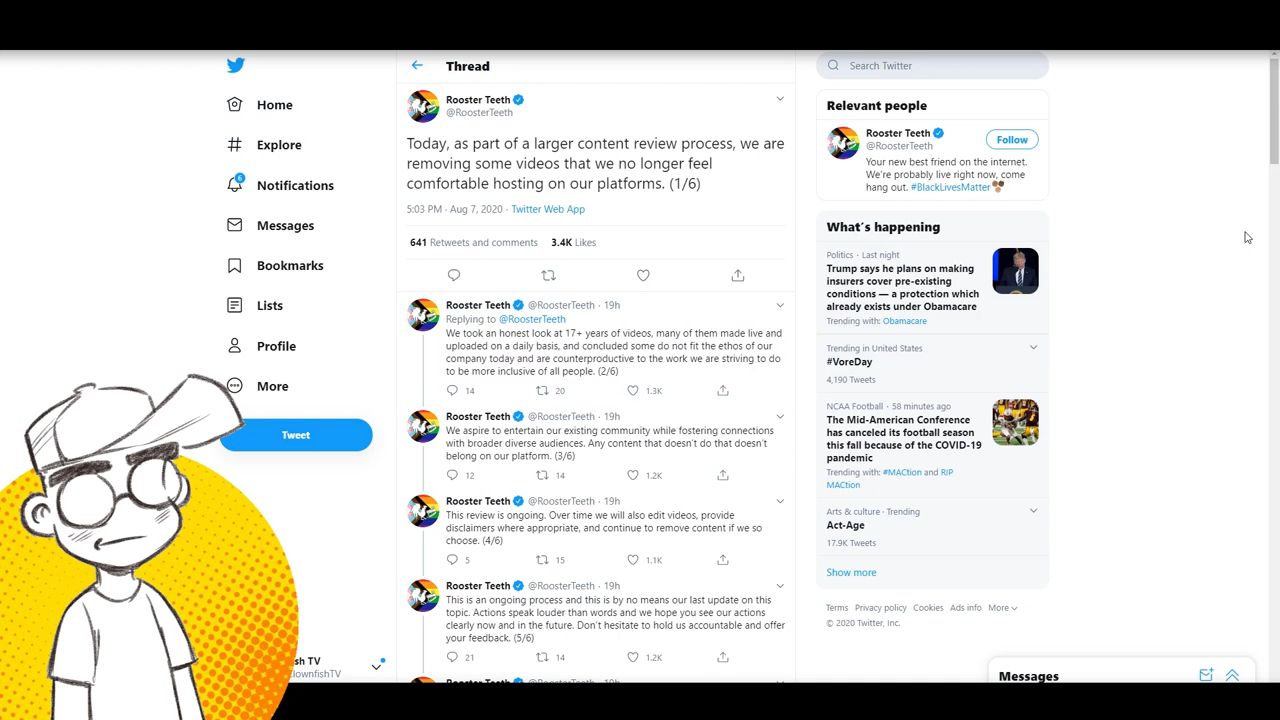 Home
Explore
6
Notifications
Messages
Bookmarks
Lists
Profile
More
Tweet
sh TV
lownfishTV
Thread
Rooster Teeth
@RoosterTeeth
Today, as part of a larger content review process, we are
removing some videos that we no longer feel
comfortable hosting on our platforms. (1/6)
5:03 PM · Aug 7, 2020 · Twitter Web App
641 Retweets and comments 3.4K Likes
Rooster Teeth @RoosterTeeth · 19h
Replying to @RoosterTeeth
We took an honest look at 17+ years of videos, many of them made live and
uploaded on a daily basis, and concluded some do not fit the ethos of our
company today and are counterproductive to the work we are striving to do
to be more inclusive of all people. (2/6)
14 20 1.3K
Rooster Teeth @RoosterTeeth · 19h
We aspire to entertain our existing community while fostering connections
with broader diverse audiences. Any content that doesn't do that doesn't
belong on our platform. (3/6)
12 14 1.2K
Rooster Teeth @RoosterTeeth · 19h
This review is ongoing. Over time we will also edit videos, provide
disclaimers where appropriate, and continue to remove content if we so
choose. (4/6)
5 15 1.1K
Rooster Teeth @RoosterTeeth · 19h
This is an ongoing process and this is by no means our last update on this
topic. Actions speak louder than words and we hope you see our actions
clearly now and in the future. Don't hesitate to hold us accountable and offer
your feedback. (5/6)
21 14 1.2K
Rooster Teeth @RoosterTeeth · 19h
Search Twitter
Relevant people
Rooster Teeth
@RoosterTeeth
Follow
Your new best friend on the internet.
We're probably live right now, come
hang out. #BlackLivesMatter
What's happening
Politics · Last night
Trump says he plans on making
insurers cover pre-existing
conditions — a protection which
already exists under Obamacare
Trending with: Obamacare
Trending in United States
#VoreDay
4,190 Tweets
NCAA Football · 58 minutes ago
The Mid-American Conference
has canceled its football season
this fall because of the COVID-19
pandemic
Trending with: #MACtion and RIP
MACtion
Arts & culture · Trending
Act-Age
17.9K Tweets
Show more
Terms Privacy policy Cookies Ads info More
© 2020 Twitter, Inc.
Messages